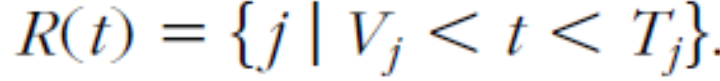 R(t) = {j | V_j < t < T_j}.